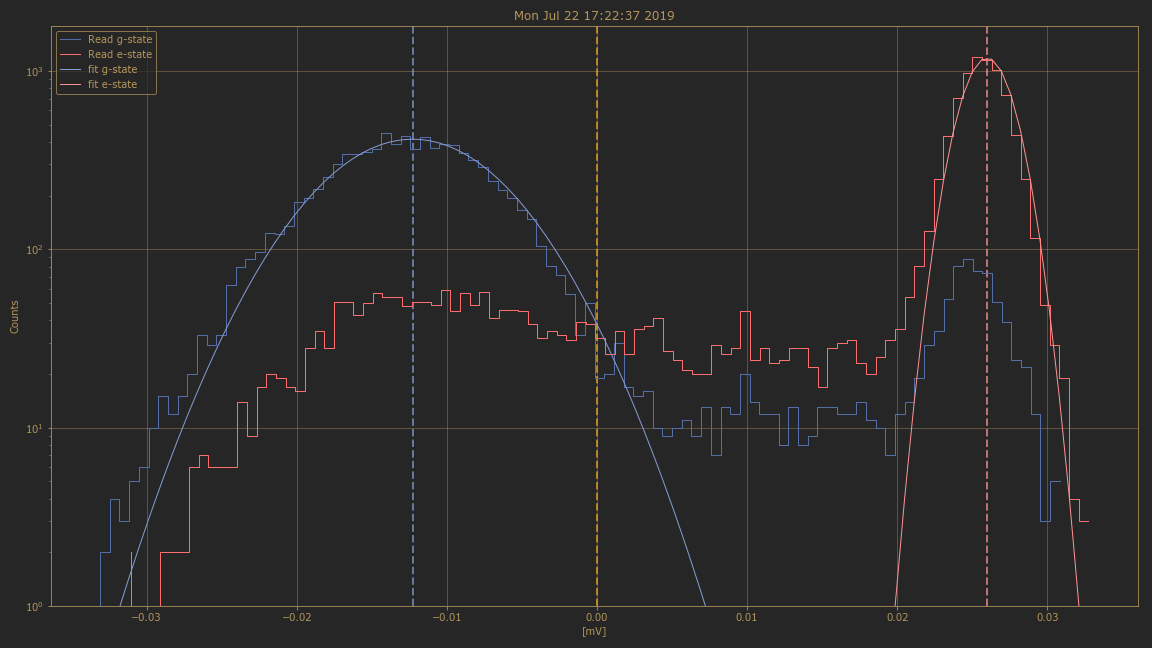 Mon Jul 22 17:22:37 2019
Read g-state
Read e-state
fit g-state
fit e-state
Counts
10³
10²
10¹
10⁰
−0.03 −0.02 −0.01 0.00 0.01 0.02 0.03
[mV]